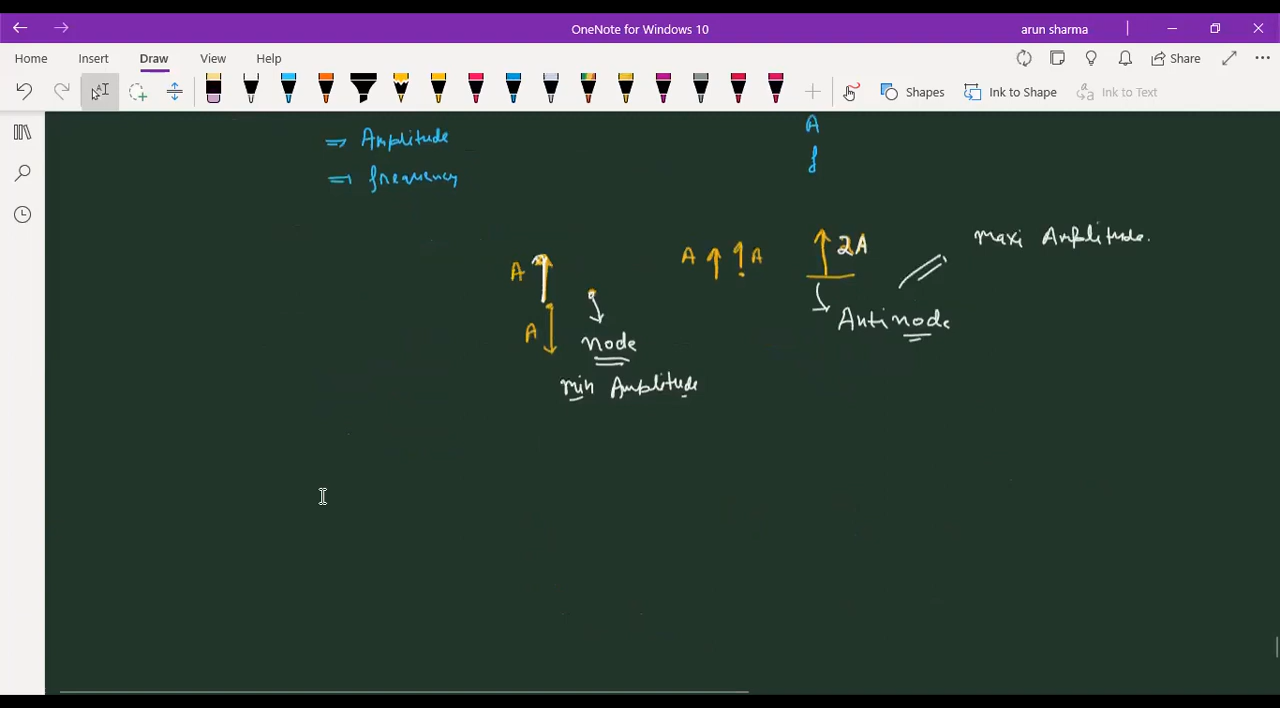 OneNote for Windows 10
arun sharma
Home Insert Draw View Help
Share
Shapes
Ink to Shape
Ink to Text
⇒ Amplitude
⇒ frequency
A
f
A
A
node
min Amplitude
A ↑ ↑ A
↑ 2A
Antinode
maxi Amplitude.